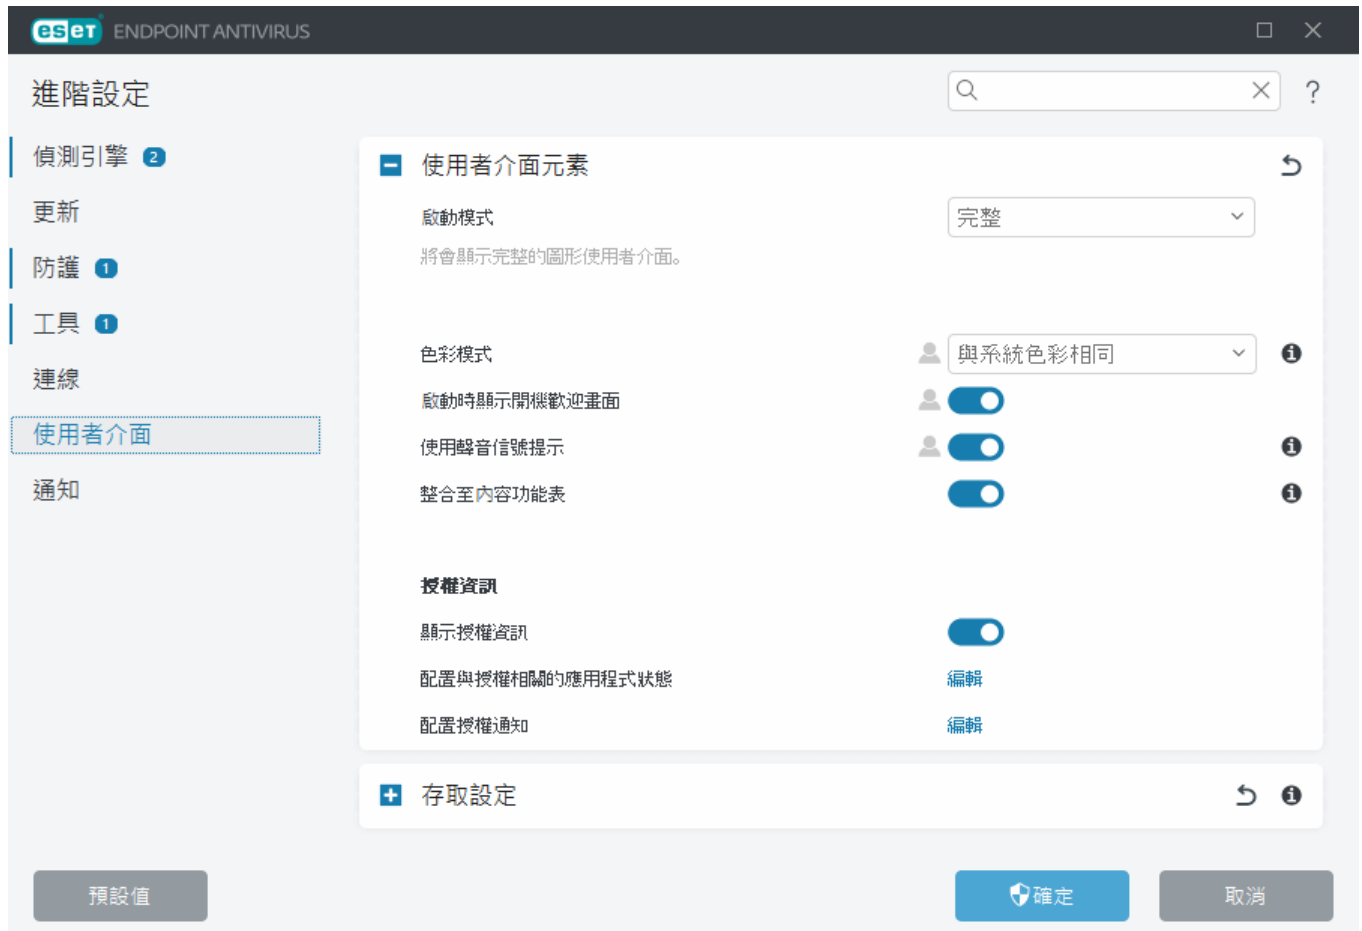 eset ENDPOINT ANTIVIRUS
進階設定
?
偵測引擎 2
更新
防護 1
工具 1
連線
使用者介面
通知
使用者介面元素
啟動模式
完整
將會顯示完整的圖形使用者介面。
色彩模式
與系統色彩相同
啟動時顯示開機歡迎畫面
使用聲音信號提示
整合至內容功能表
授權資訊
顯示授權資訊
配置與授權相關的應用程式狀態
編輯
配置授權通知
編輯
存取設定
預設值
確定
取消